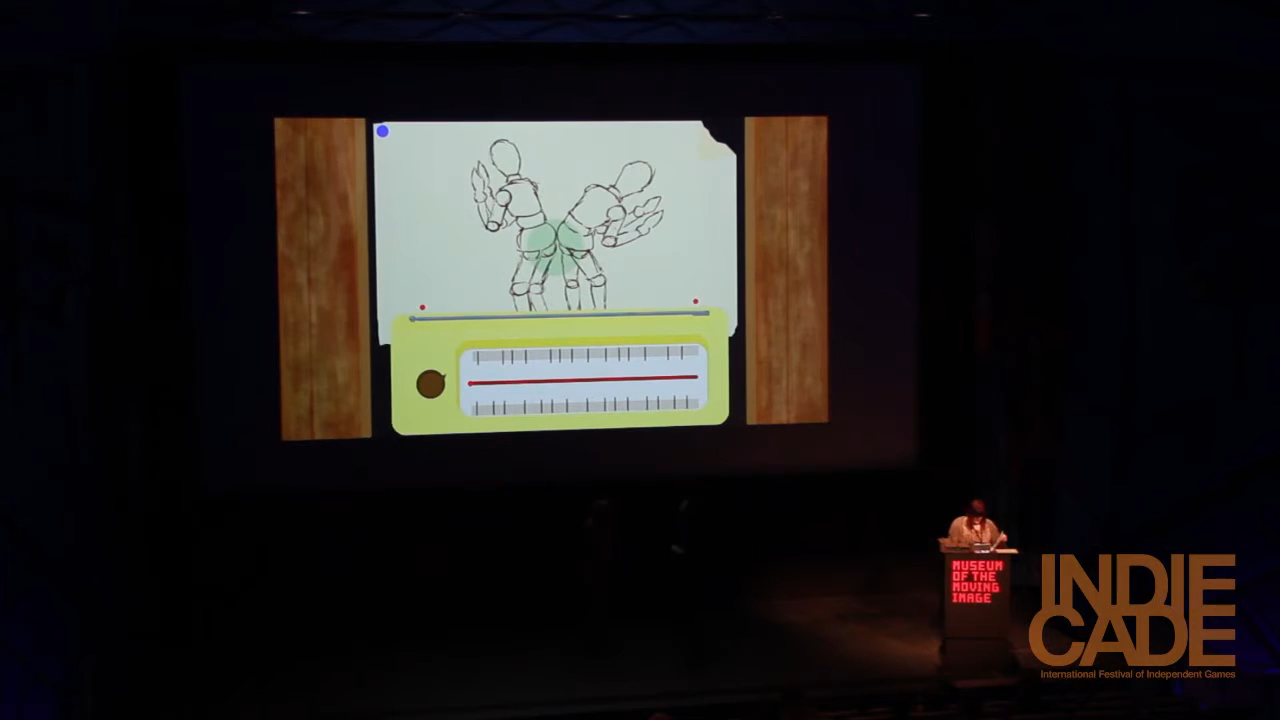 MUSEUM
OF THE
MOVING
IMAGE
INDIE
CADE
International Festival of Independent Games